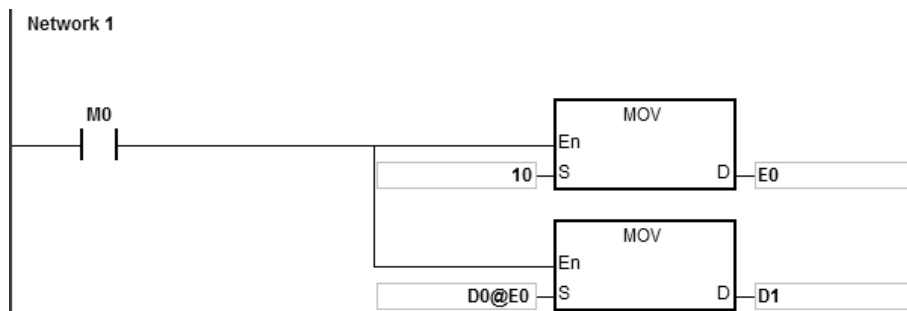 Network 1
M0
MOV
En
10 S D E0
MOV
En
D0@E0 S D D1